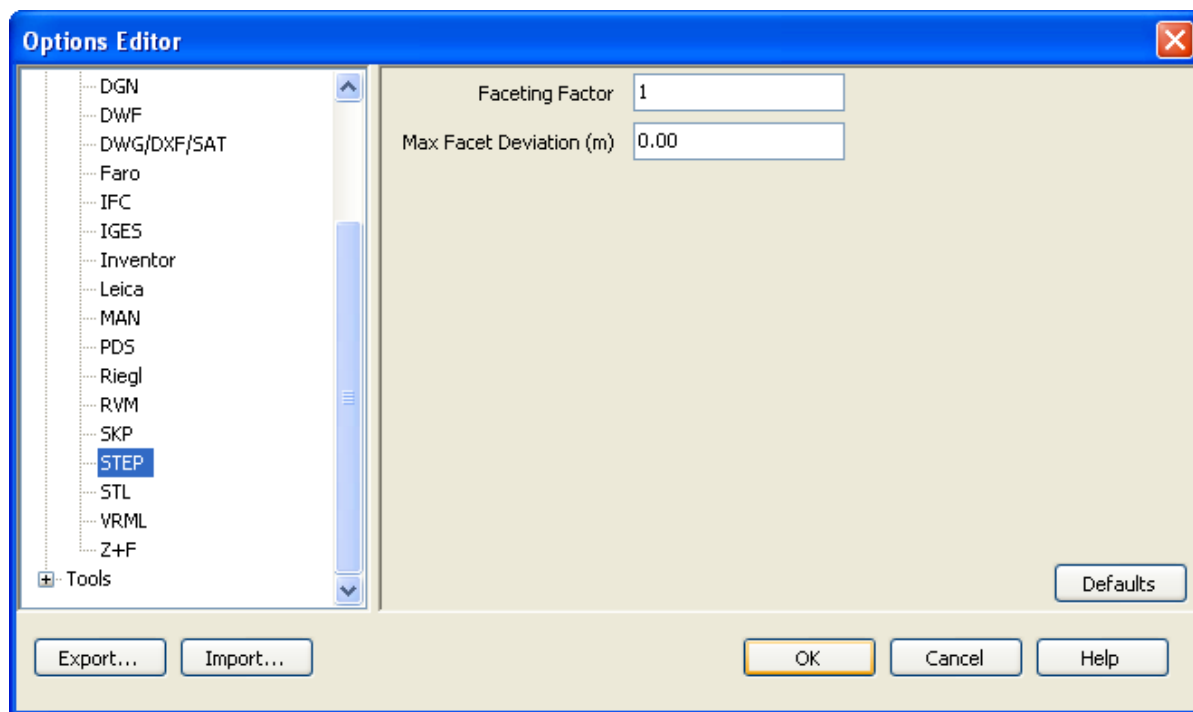 Options Editor
DGN
DWF
DWG/DXF/SAT
Faro
IFC
IGES
Inventor
Leica
MAN
PDS
Riegl
RVM
SKP
STEP
STL
VRML
Z+F
Tools
Faceting Factor 1
Max Facet Deviation (m) 0.00
Defaults
Export... Import... OK Cancel Help